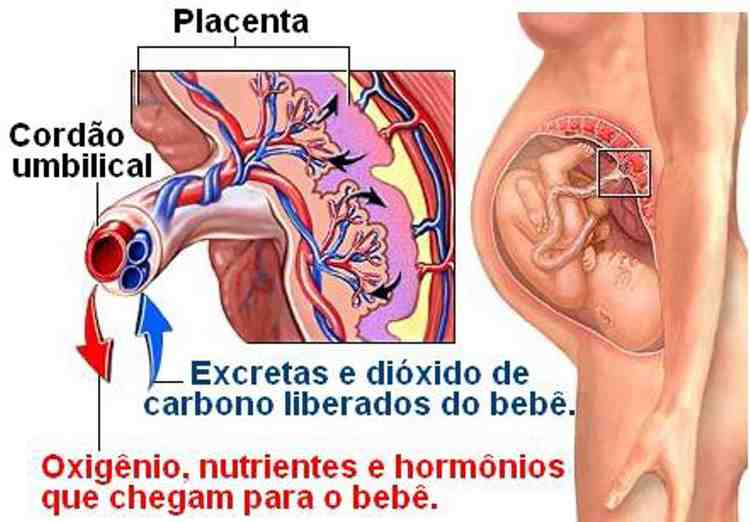 Placenta
Cordão
umbilical
Excretas e dióxido de
carbono liberados do bebê.
Oxigênio, nutrientes e hormônios
que chegam para o bebê.